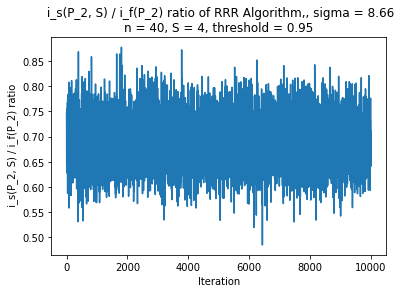 i_s(P_2, S) / i_f(P_2) ratio of RRR Algorithm,, sigma = 8.66
n = 40, S = 4, threshold = 0.95
i_s(P_2, S) / i_f(P_2) ratio
0.85
0.80
0.75
0.70
0.65
0.60
0.55
0.50
0 2000 4000 6000 8000 10000
Iteration